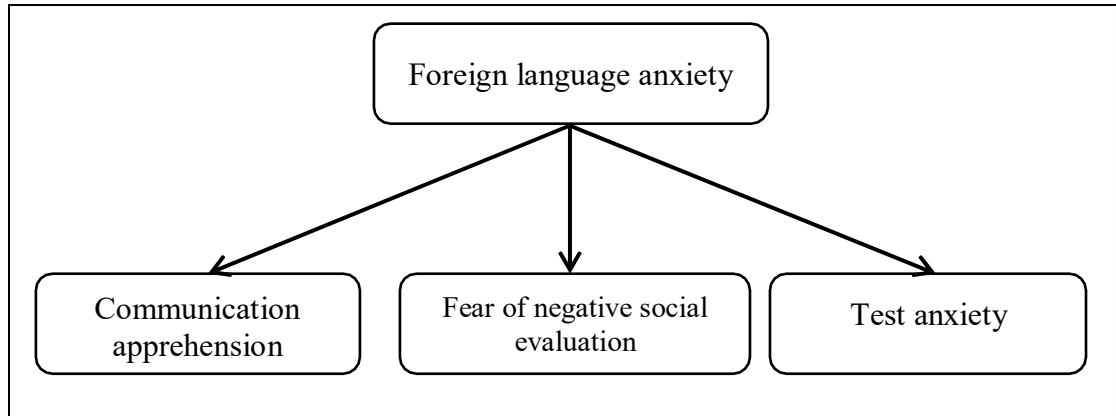 Foreign language anxiety
Communication
apprehension
Fear of negative social
evaluation
Test anxiety